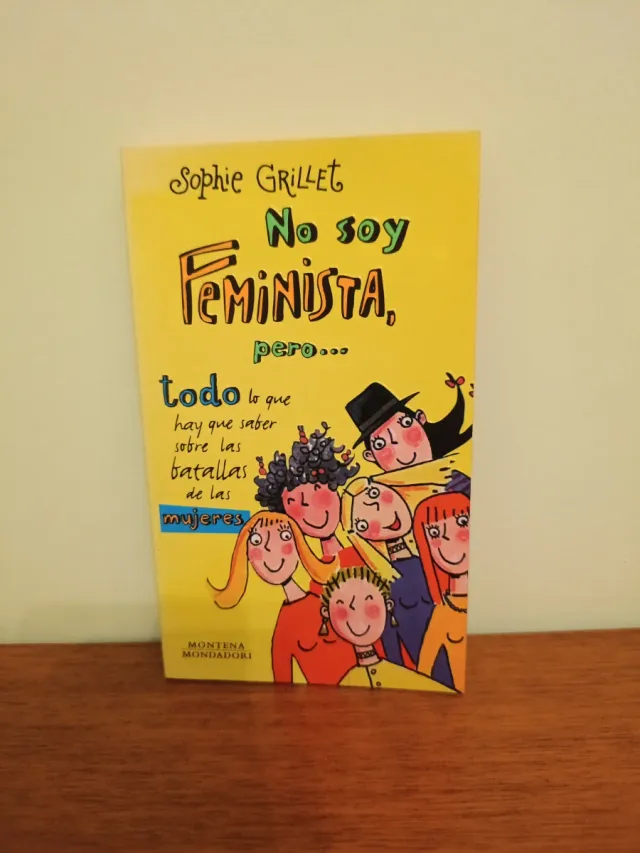 Sophie GRILLET
No soy
FEMINISTA,
pero...
todo lo que
hay que saber
sobre las
batallas
de las
mujeres
MONTENA
MONDADORI